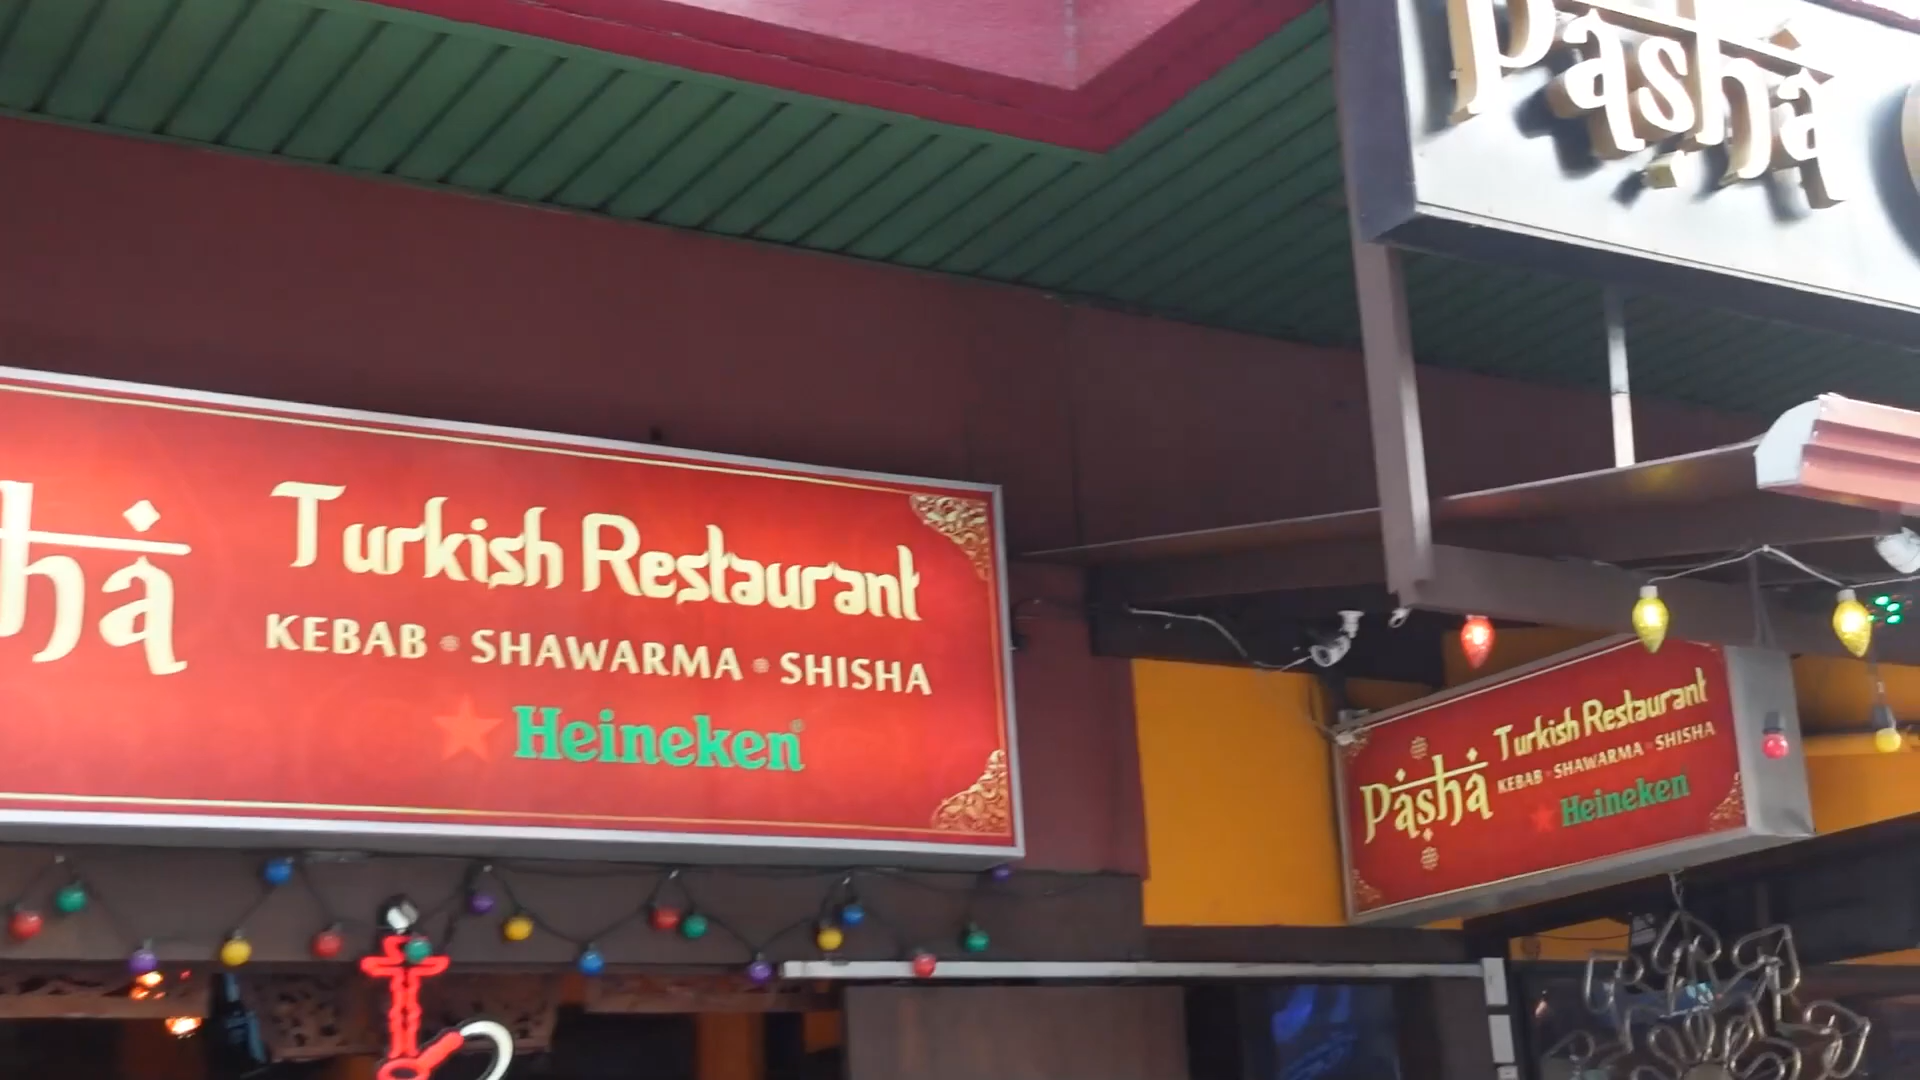 pasha
ha
Turkish Restaurant
KEBAB • SHAWARMA • SHISHA
Heineken
pasha
Turkish Restaurant
KEBAB • SHAWARMA • SHISHA
Heineken